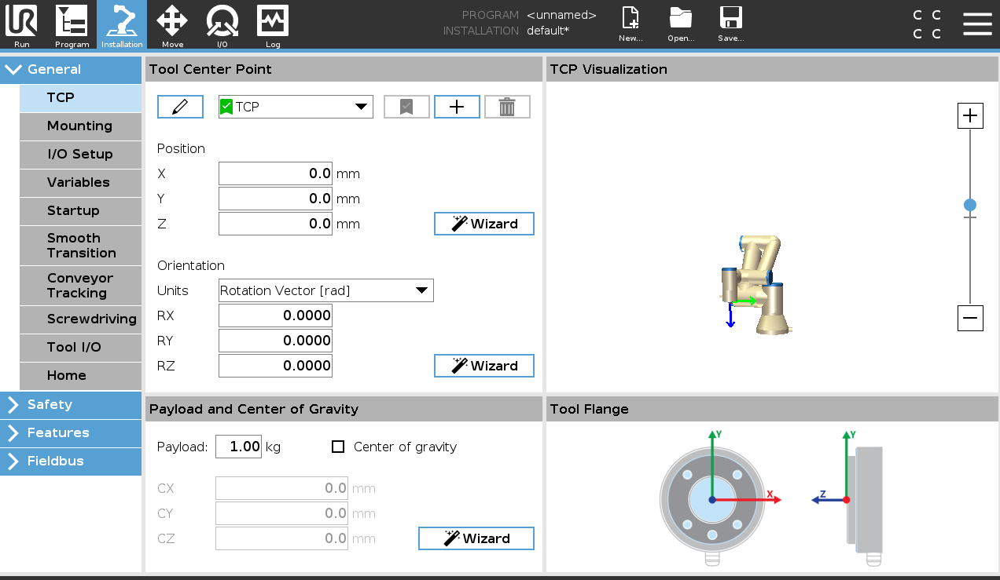 Run
Program
Installation
Move
I/O
Log
PROGRAM <unnamed>
INSTALLATION default*
New...
Open...
Save...
C C
C C
General
TCP
Mounting
I/O Setup
Variables
Startup
Smooth
Transition
Conveyor
Tracking
Screwdriving
Tool I/O
Home
Safety
Features
Fieldbus
Tool Center Point
TCP
Position
X 0.0 mm
Y 0.0 mm
Z 0.0 mm
Wizard
Orientation
Units Rotation Vector [rad]
RX 0.0000
RY 0.0000
RZ 0.0000
Wizard
TCP Visualization
Payload and Center of Gravity
Payload: 1.00 kg
Center of gravity
CX 0.0 mm
CY 0.0 mm
CZ 0.0 mm
Wizard
Tool Flange
Y
X
Y
Z